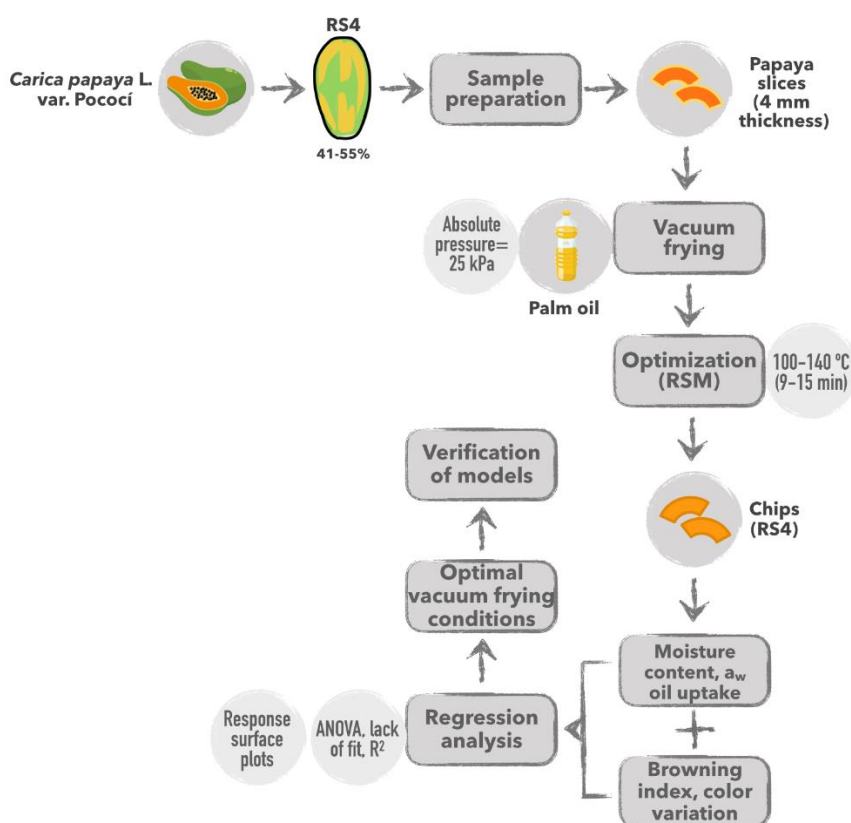 RS4
Carica papaya L.
var. Pococí
41-55%
Sample
preparation
Papaya
slices
(4 mm
thickness)
Absolute
pressure=
25 kPa
Palm oil
Vacuum
frying
Optimization
(RSM)
100–140 ºC
(9–15 min)
Chips
(RS4)
Moisture
content, aw
oil uptake
Browning
index, color
variation
Regression
analysis
ANOVA, lack
of fit, R²
Response
surface
plots
Optimal
vacuum frying
conditions
Verification
of models